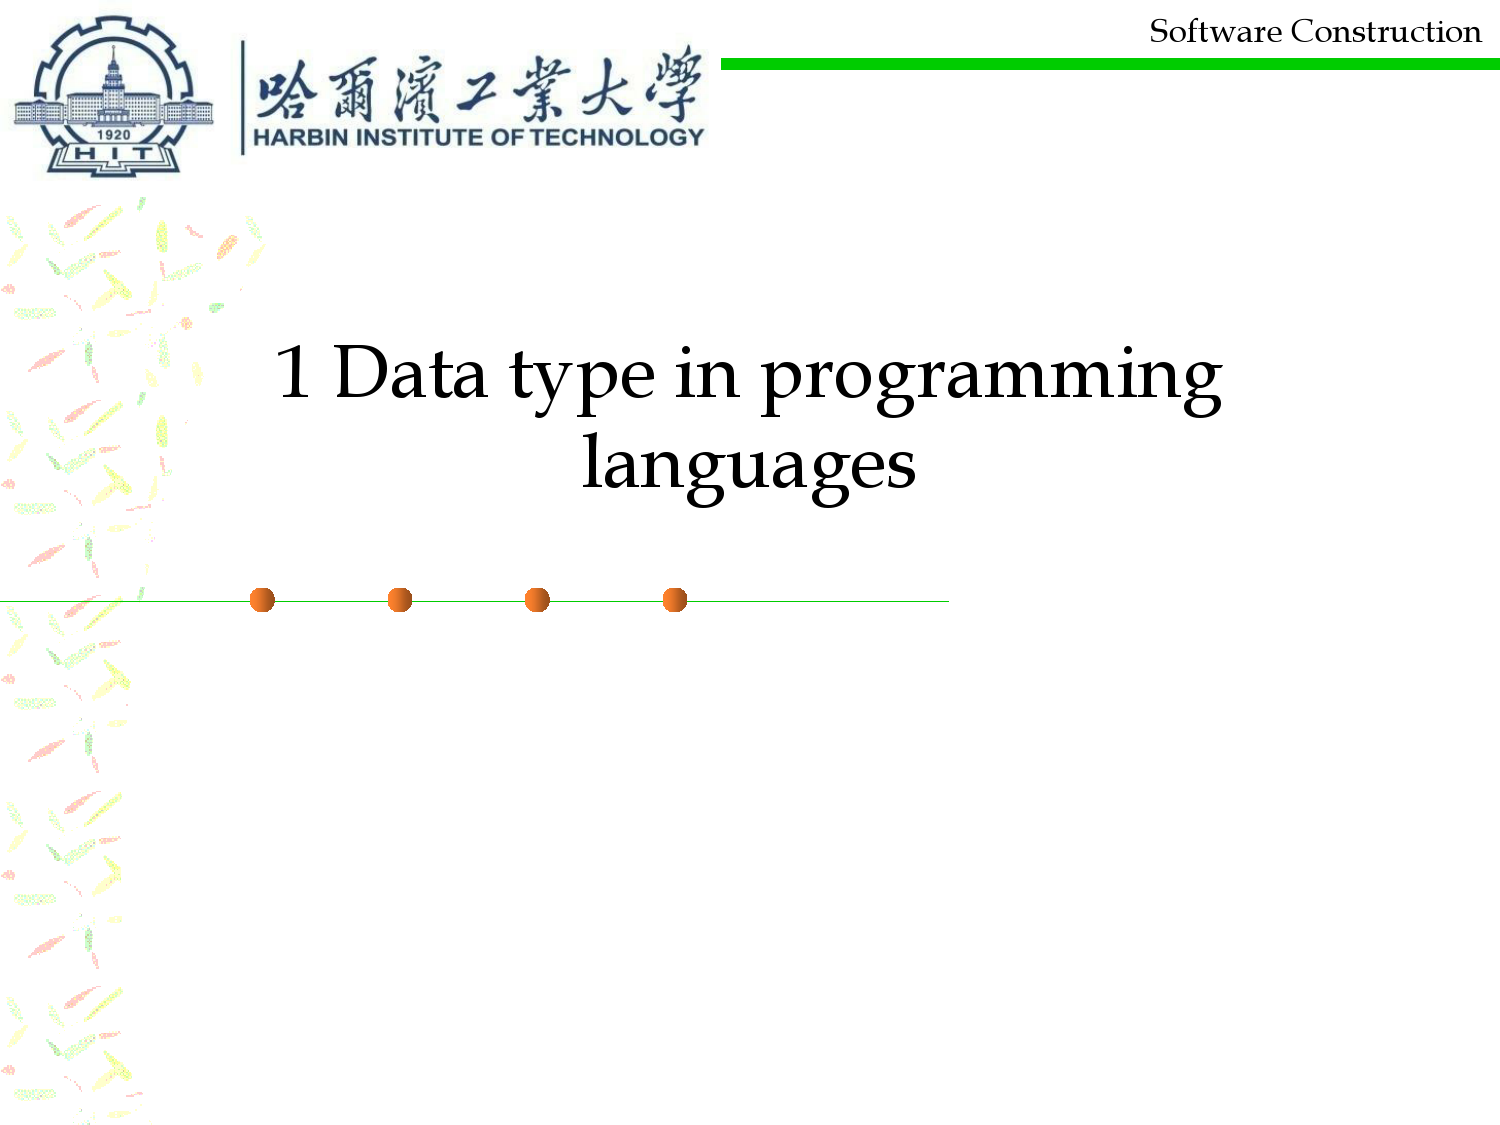 Software Construction
哈爾濱工業大學
HARBIN INSTITUTE OF TECHNOLOGY
1920
HIT
1 Data type in programming
languages